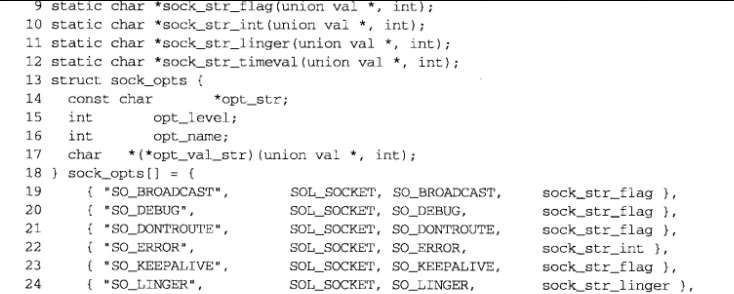 9 static char *sock_str_flag(union val *, int);
10 static char *sock_str_int(union val *, int);
11 static char *sock_str_linger(union val *, int);
12 static char *sock_str_timeval(union val *, int);
13 struct sock_opts {
14 const char *opt_str;
15 int opt_level;
16 int opt_name;
17 char *(*opt_val_str)(union val *, int);
18 } sock_opts[] = {
19 { "SO_BROADCAST", SOL_SOCKET, SO_BROADCAST, sock_str_flag },
20 { "SO_DEBUG", SOL_SOCKET, SO_DEBUG, sock_str_flag },
21 { "SO_DONTROUTE", SOL_SOCKET, SO_DONTROUTE, sock_str_flag },
22 { "SO_ERROR", SOL_SOCKET, SO_ERROR, sock_str_int },
23 { "SO_KEEPALIVE", SOL_SOCKET, SO_KEEPALIVE, sock_str_flag },
24 { "SO_LINGER", SOL_SOCKET, SO_LINGER, sock_str_linger },